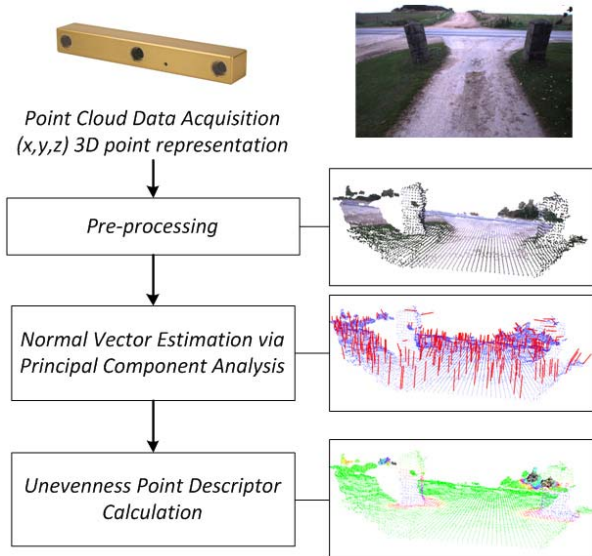 Point Cloud Data Acquisition
(x,y,z) 3D point representation
Pre-processing
Normal Vector Estimation via
Principal Component Analysis
Unevenness Point Descriptor
Calculation